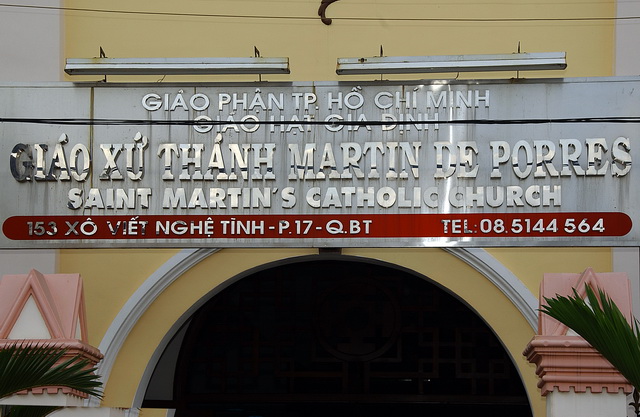 GIÁO PHẬN TP. HỒ CHÍ MINH
GIÁO HẠT GIA ĐỊNH
GIÁO XỨ THÁNH MARTIN DE PORRES
SAINT MARTIN'S CATHOLIC CHURCH
153 XÔ VIẾT NGHỆ TĨNH - P.17 - Q.BT TEL: 08.5144 564